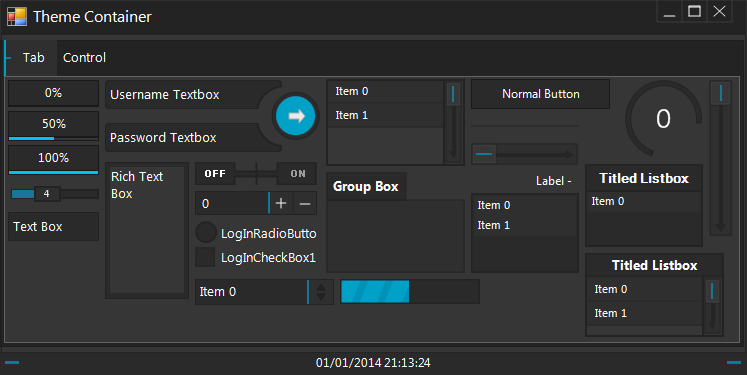 Theme Container
Tab
Control
0%
50%
100%
4
Text Box
Username Textbox
Password Textbox
Rich Text
Box
OFF
ON
0
LogInRadioButto
LogInCheckBox1
Item 0
Item 0
Item 1
Group Box
Normal Button
Label -
Item 0
Item 1
0
Titled Listbox
Item 0
Titled Listbox
Item 0
Item 1
01/01/2014 21:13:24